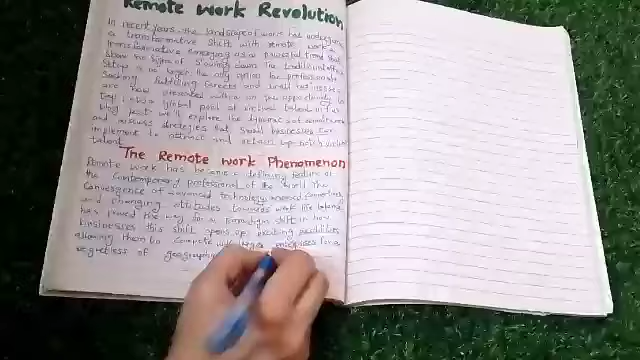 Remote Work Revolution
In recent years, the landscape of work has undergone
a transformative shift with remote work
transformative emerging as a powerful trend that
show no signs of slowing down The traditional office
setup is no longer the only option for professionals
Seeking fulfilling careers and small businesses
are now presented with an the opportunity to
Tap into a global pool of virtual talent in this
blog post we'll explore the dynamics of remote work
and discuss strategies that small businesses can
implement to attract and retain top-notch virtual
talent
The Remote Work Phenomenon
Remote work has become a defining feature of
the Contemporary professional of the world The
Convergence of advanced technology, connectivity
and changing attitudes towards work life balance
has paved the way for a paradigm shift in how
businesses this shift opens up exciting possibilities
allowing them to compete with larger enterprises for a
regardless of geographic